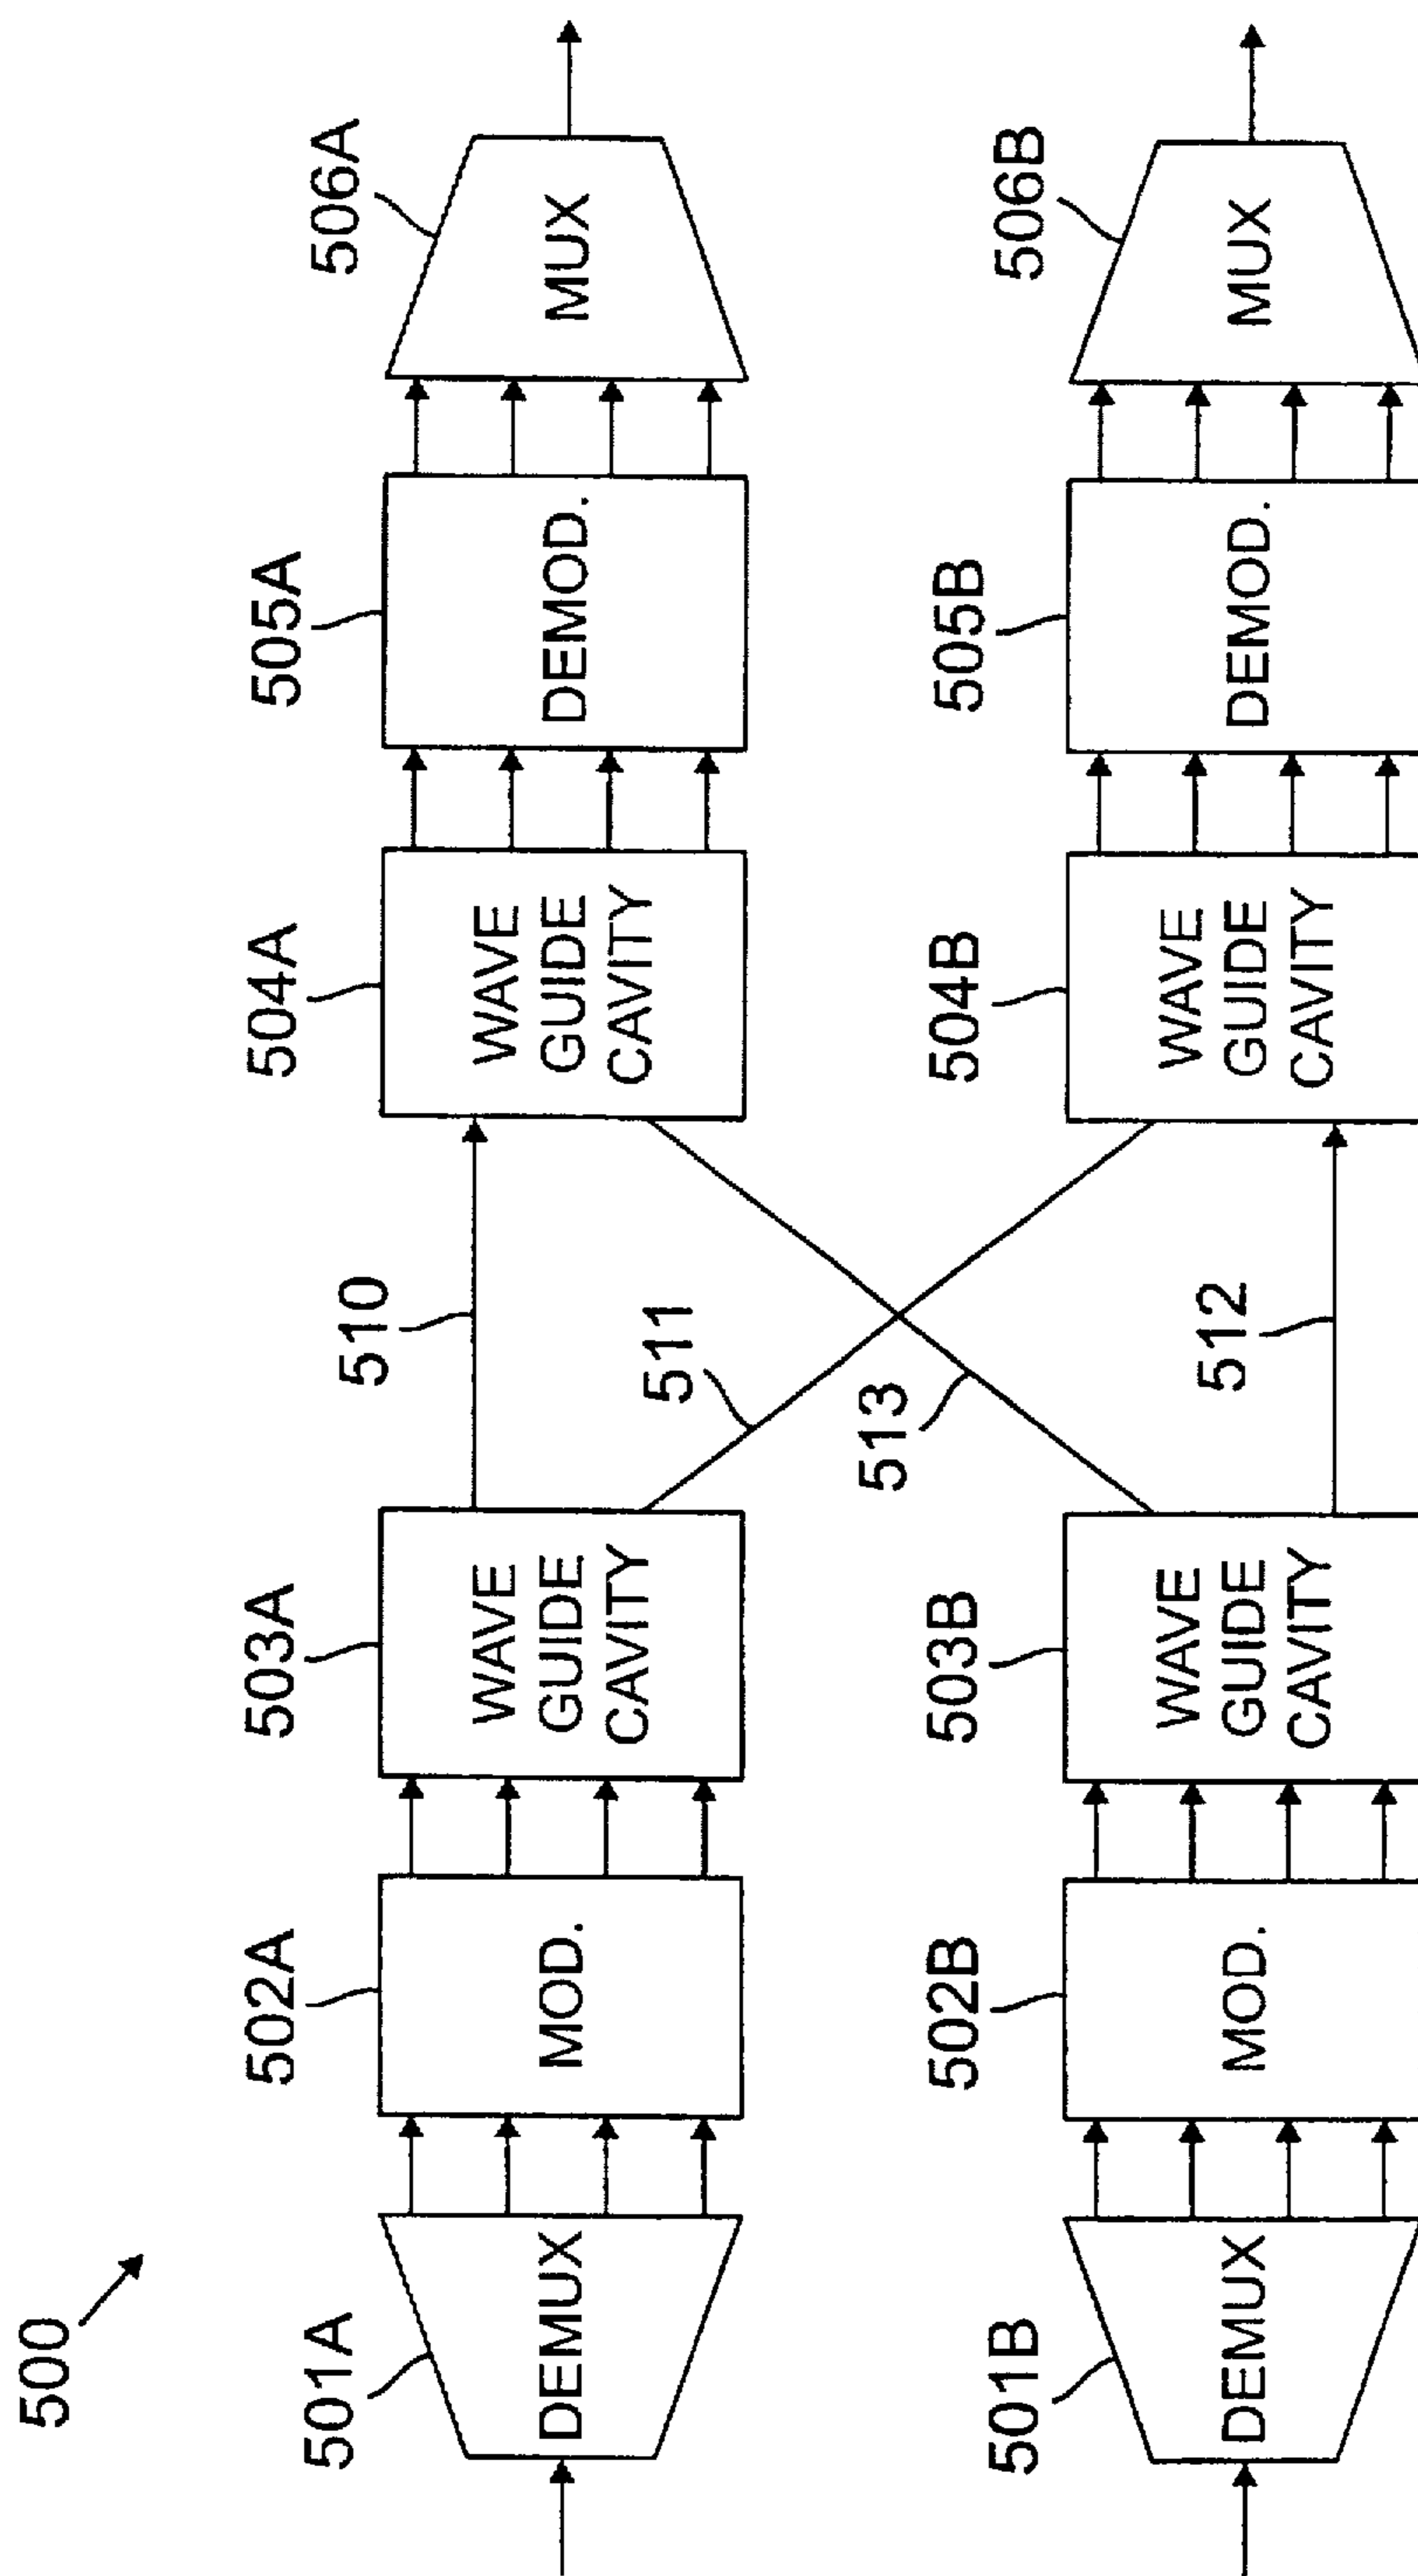 500
501A
DEMUX
502A
MOD.
503A
WAVE
GUIDE
CAVITY
510
511
504A
WAVE
GUIDE
CAVITY
505A
DEMOD.
506A
MUX
501B
DEMUX
502B
MOD.
503B
WAVE
GUIDE
CAVITY
513
512
504B
WAVE
GUIDE
CAVITY
505B
DEMOD.
506B
MUX